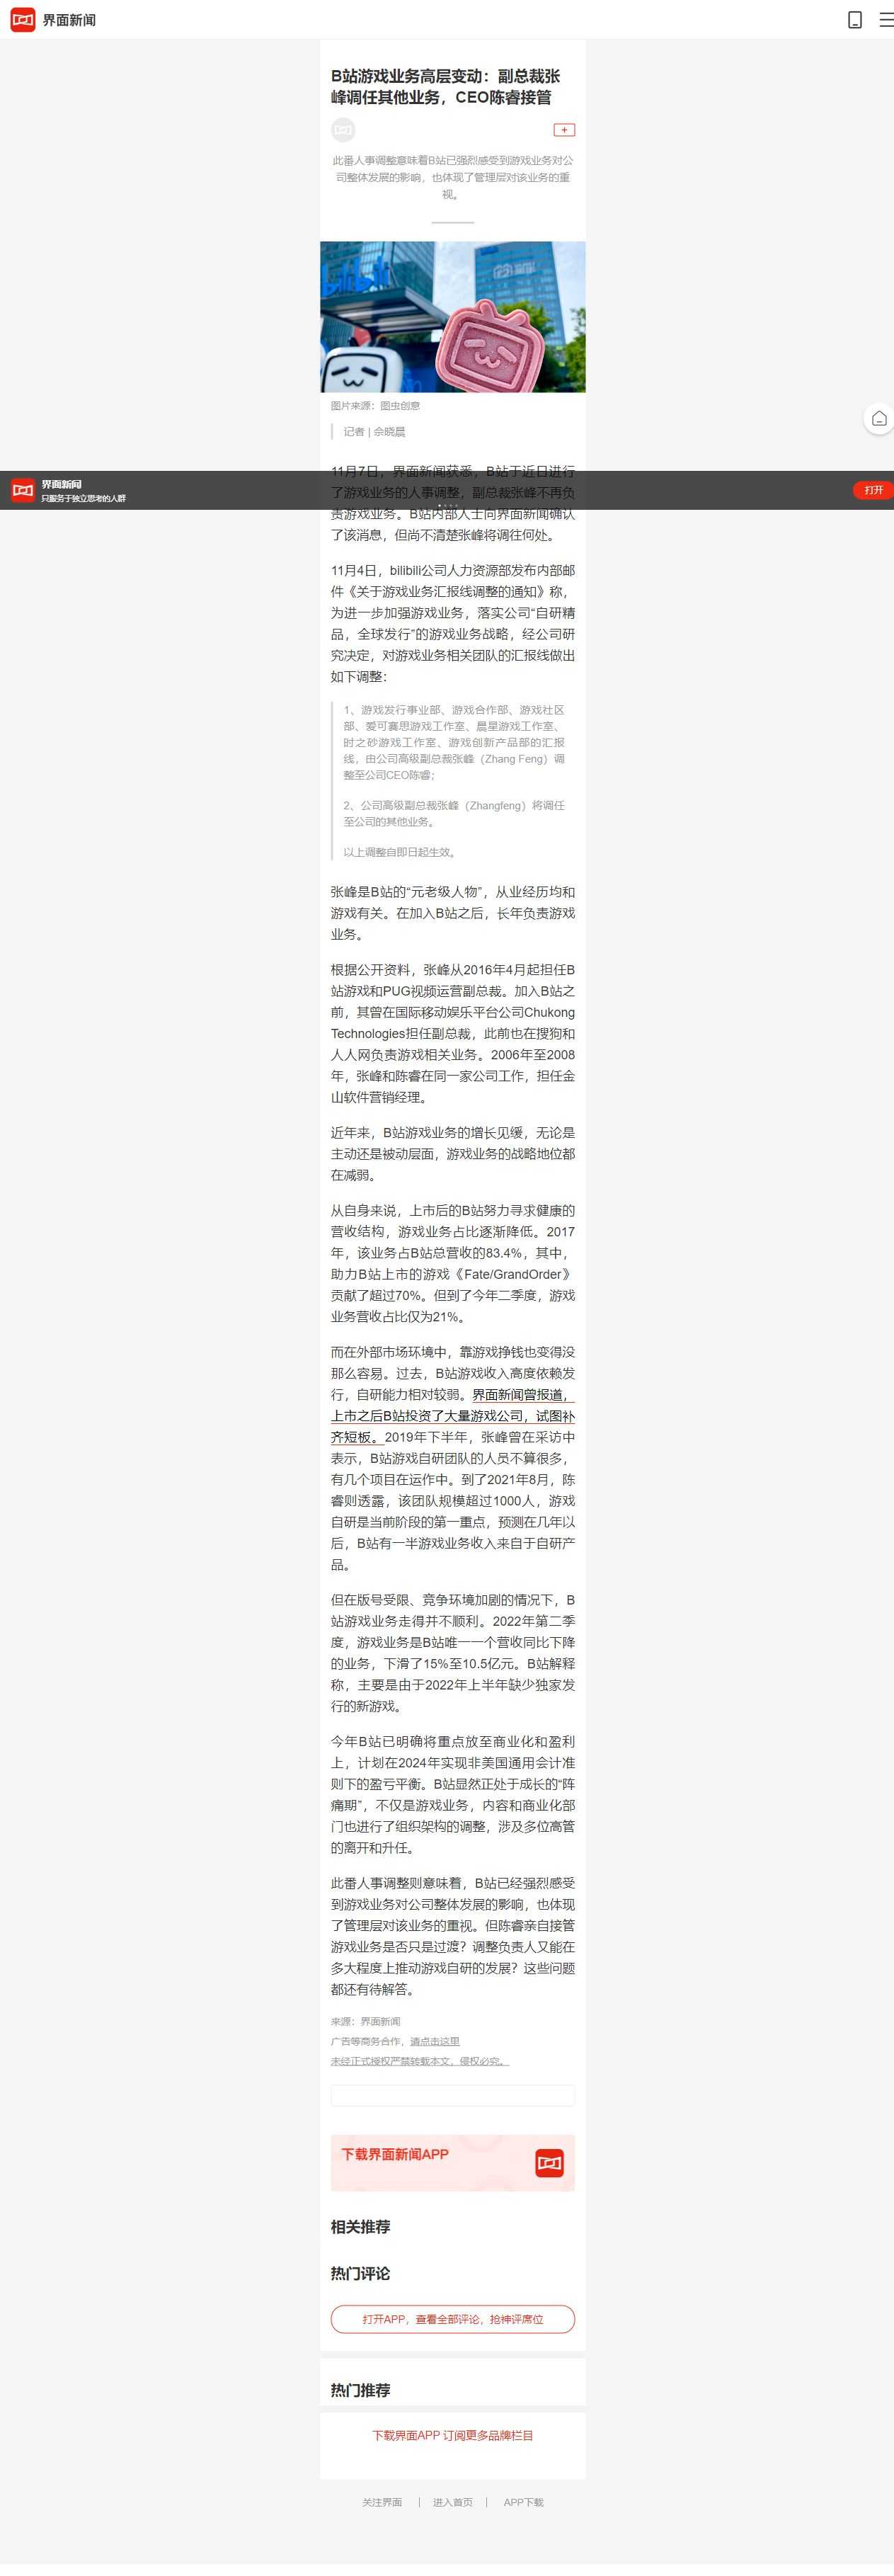 界面新闻
B站游戏业务高层变动：副总裁张
峰调任其他业务，CEO陈睿接管
+
此番人事调整意味着B站已强烈感受到游戏业务对公
司整体发展的影响，也体现了管理层对该业务的重
视。
bilibili
图片来源：图虫创意
记者 | 佘晓晨
11月7日，界面新闻获悉，B站于近日进行
了游戏业务的人事调整，副总裁张峰不再负
责游戏业务。B站内部人士向界面新闻确认
了该消息，但尚不清楚张峰将调往何处。
界面新闻
只服务于独立思考的人群
打开
11月4日，bilibili公司人力资源部发布内部邮
件《关于游戏业务汇报线调整的通知》称，
为进一步加强游戏业务，落实公司“自研精
品，全球发行”的游戏业务战略，经公司研
究决定，对游戏业务相关团队的汇报线做出
如下调整：
1、游戏发行事业部、游戏合作部、游戏社区
部、爱可赛思游戏工作室、晨星游戏工作室、
时之砂游戏工作室、游戏创新产品部的汇报
线，由公司高级副总裁张峰（Zhang Feng）调
整至公司CEO陈睿；
2、公司高级副总裁张峰（Zhangfeng）将调任
至公司的其他业务。
以上调整自即日起生效。
张峰是B站的“元老级人物”，从业经历均和
游戏有关。在加入B站之后，长年负责游戏
业务。
根据公开资料，张峰从2016年4月起担任B
站游戏和PUG视频运营副总裁。加入B站之
前，其曾在国际移动娱乐平台公司Chukong
Technologies担任副总裁，此前也在搜狗和
人人网负责游戏相关业务。2006年至2008
年，张峰和陈睿在同一家公司工作，担任金
山软件营销经理。
近年来，B站游戏业务的增长见缓，无论是
主动还是被动层面，游戏业务的战略地位都
在减弱。
从自身来说，上市后的B站努力寻求健康的
营收结构，游戏业务占比逐渐降低。2017
年，该业务占B站总营收的83.4%，其中，
助力B站上市的游戏《Fate/GrandOrder》
贡献了超过70%。但到了今年二季度，游戏
业务营收占比仅为21%。
而在外部市场环境中，靠游戏挣钱也变得没
那么容易。过去，B站游戏收入高度依赖发
行，自研能力相对较弱。界面新闻曾报道，
上市之后B站投资了大量游戏公司，试图补
齐短板。2019年下半年，张峰曾在采访中
表示，B站游戏自研团队的人员不算很多，
有几个项目在运作中。到了2021年8月，陈
睿则透露，该团队规模超过1000人，游戏
自研是当前阶段的第一重点，预测在几年以
后，B站有一半游戏业务收入来自于自研产
品。
但在版号受限、竞争环境加剧的情况下，B
站游戏业务走得并不顺利。2022年第二季
度，游戏业务是B站唯一一个营收同比下降
的业务，下滑了15%至10.5亿元。B站解释
称，主要是由于2022年上半年缺少独家发
行的新游戏。
今年B站已明确将重点放至商业化和盈利
上，计划在2024年实现非美国通用会计准
则下的盈亏平衡。B站显然正处于成长的“阵
痛期”，不仅是游戏业务，内容和商业化部
门也进行了组织架构的调整，涉及多位高管
的离开和升任。
此番人事调整则意味着，B站已经强烈感受
到游戏业务对公司整体发展的影响，也体现
了管理层对该业务的重视。但陈睿亲自接管
游戏业务是否只是过渡？调整负责人又能在
多大程度上推动游戏自研的发展？这些问题
都还有待解答。
来源：界面新闻
广告等商务合作，请点击这里
未经正式授权严禁转载本文，侵权必究。
下载界面新闻APP
相关推荐
热门评论
打开APP，查看全部评论，抢神评席位
热门推荐
下载界面APP 订阅更多品牌栏目
关注界面 | 进入首页 | APP下载